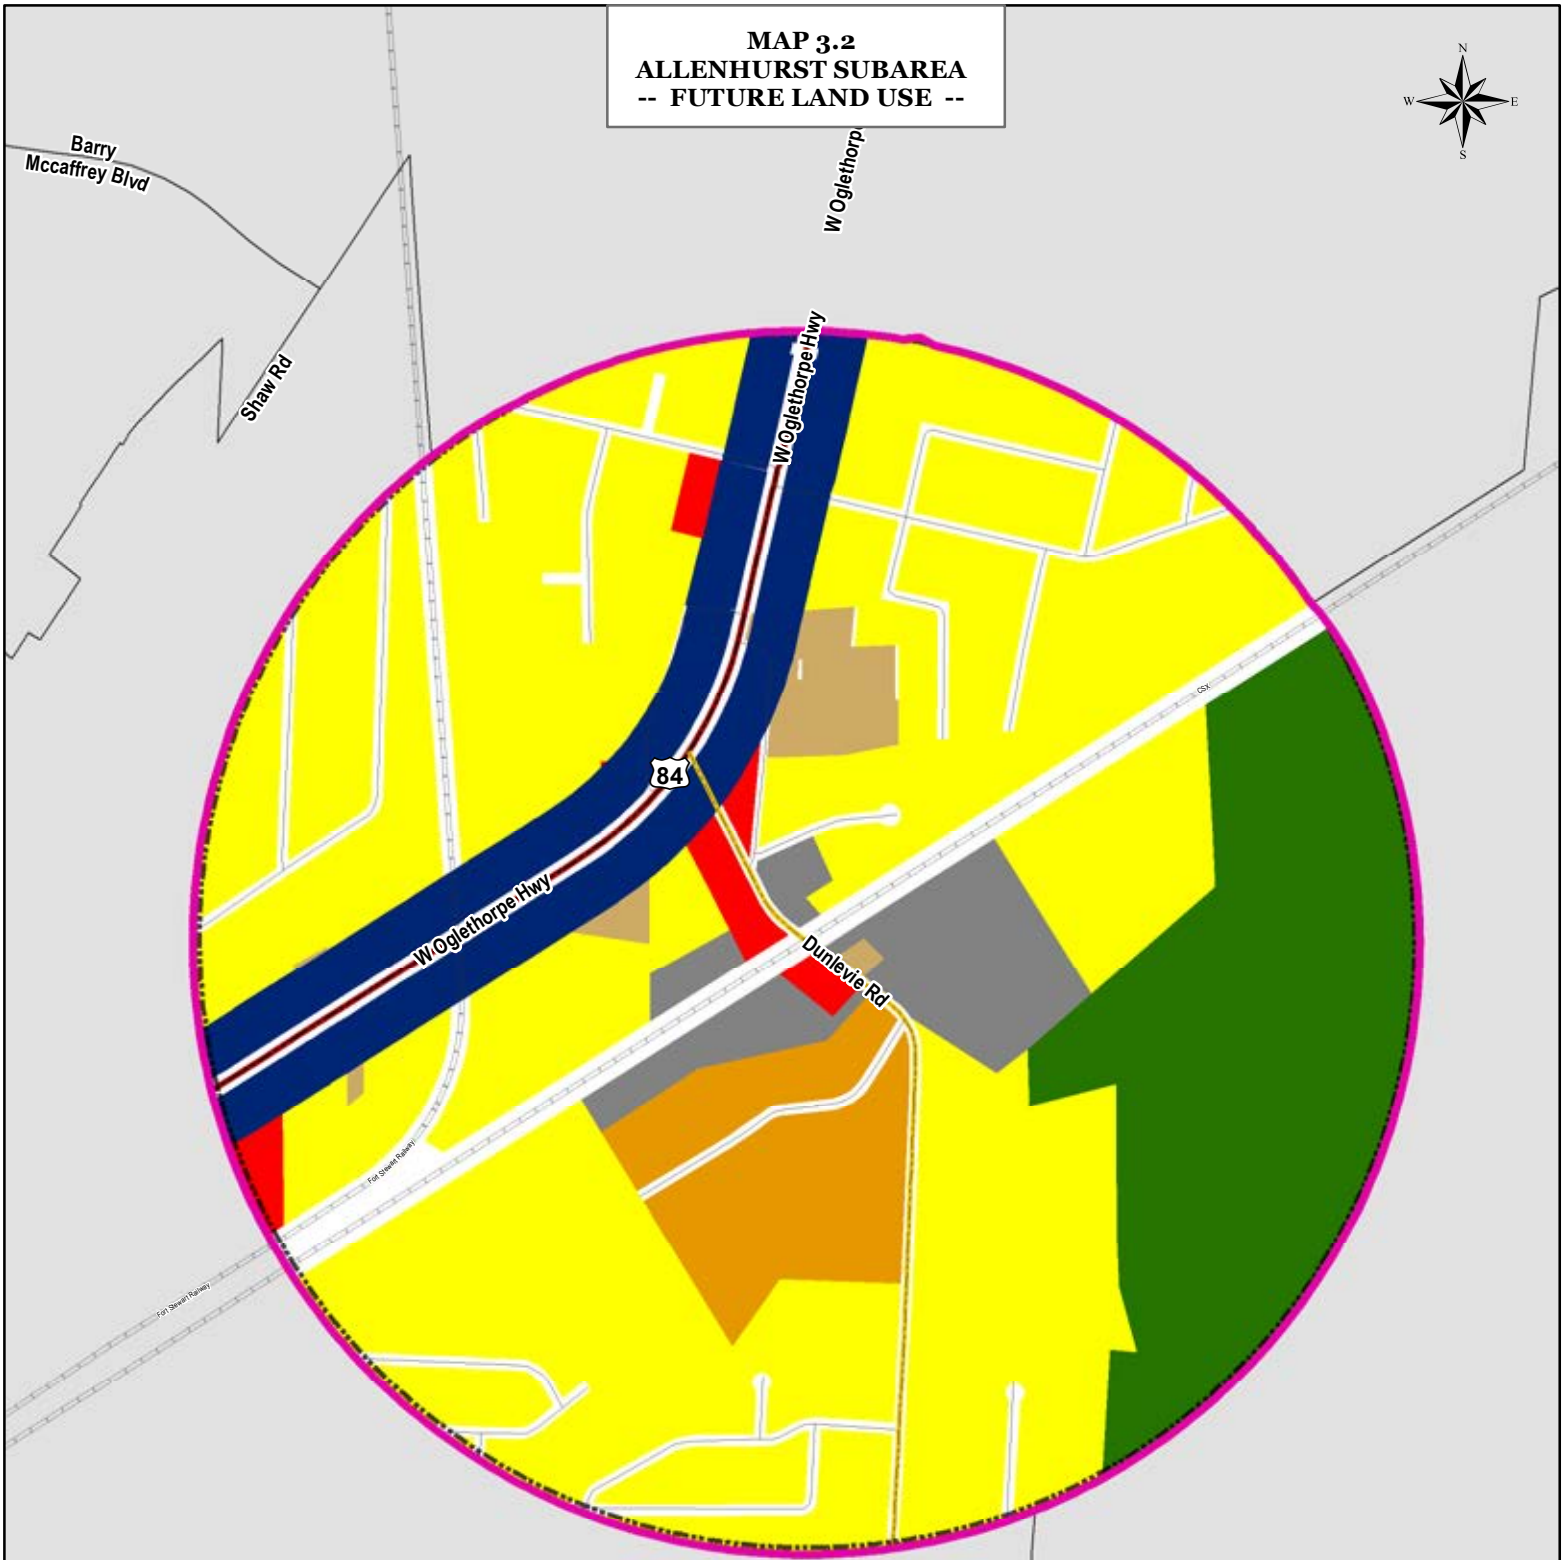 MAP 3.2
ALLENHURST SUBAREA
-- FUTURE LAND USE --
N
W
E
S
Barry
Mccaffrey Blvd
W Oglethorpe
Shaw Rd
W Oglethorpe Hwy
CSX
84
W Oglethorpe Hwy
Dunlevie Rd
Fort Stewart Railway
Fort Stewart Railway